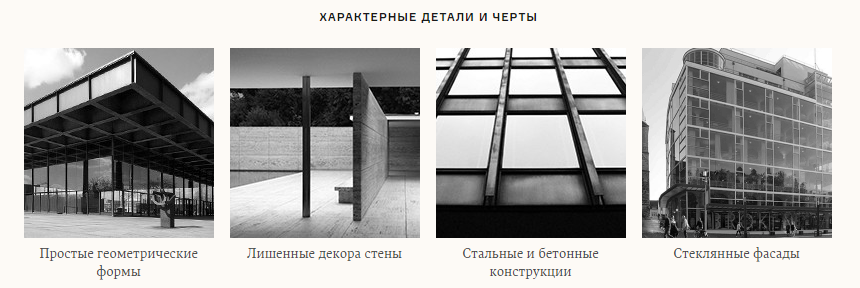 ХАРАКТЕРНЫЕ ДЕТАЛИ И ЧЕРТЫ
Простые геометрические
формы
Лишенные декора стены
Стальные и бетонные
конструкции
Стеклянные фасады